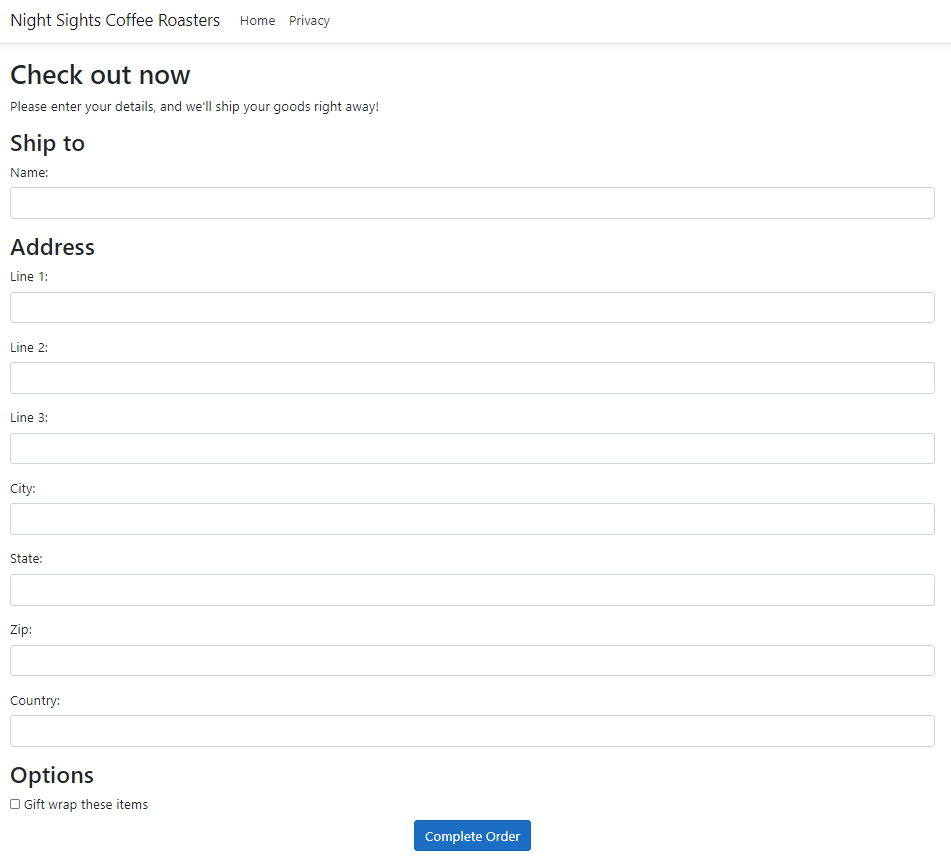 Night Sights Coffee Roasters Home Privacy
Check out now
Please enter your details, and we'll ship your goods right away!
Ship to
Name:
Address
Line 1:
Line 2:
Line 3:
City:
State:
Zip:
Country:
Options
Gift wrap these items
Complete Order